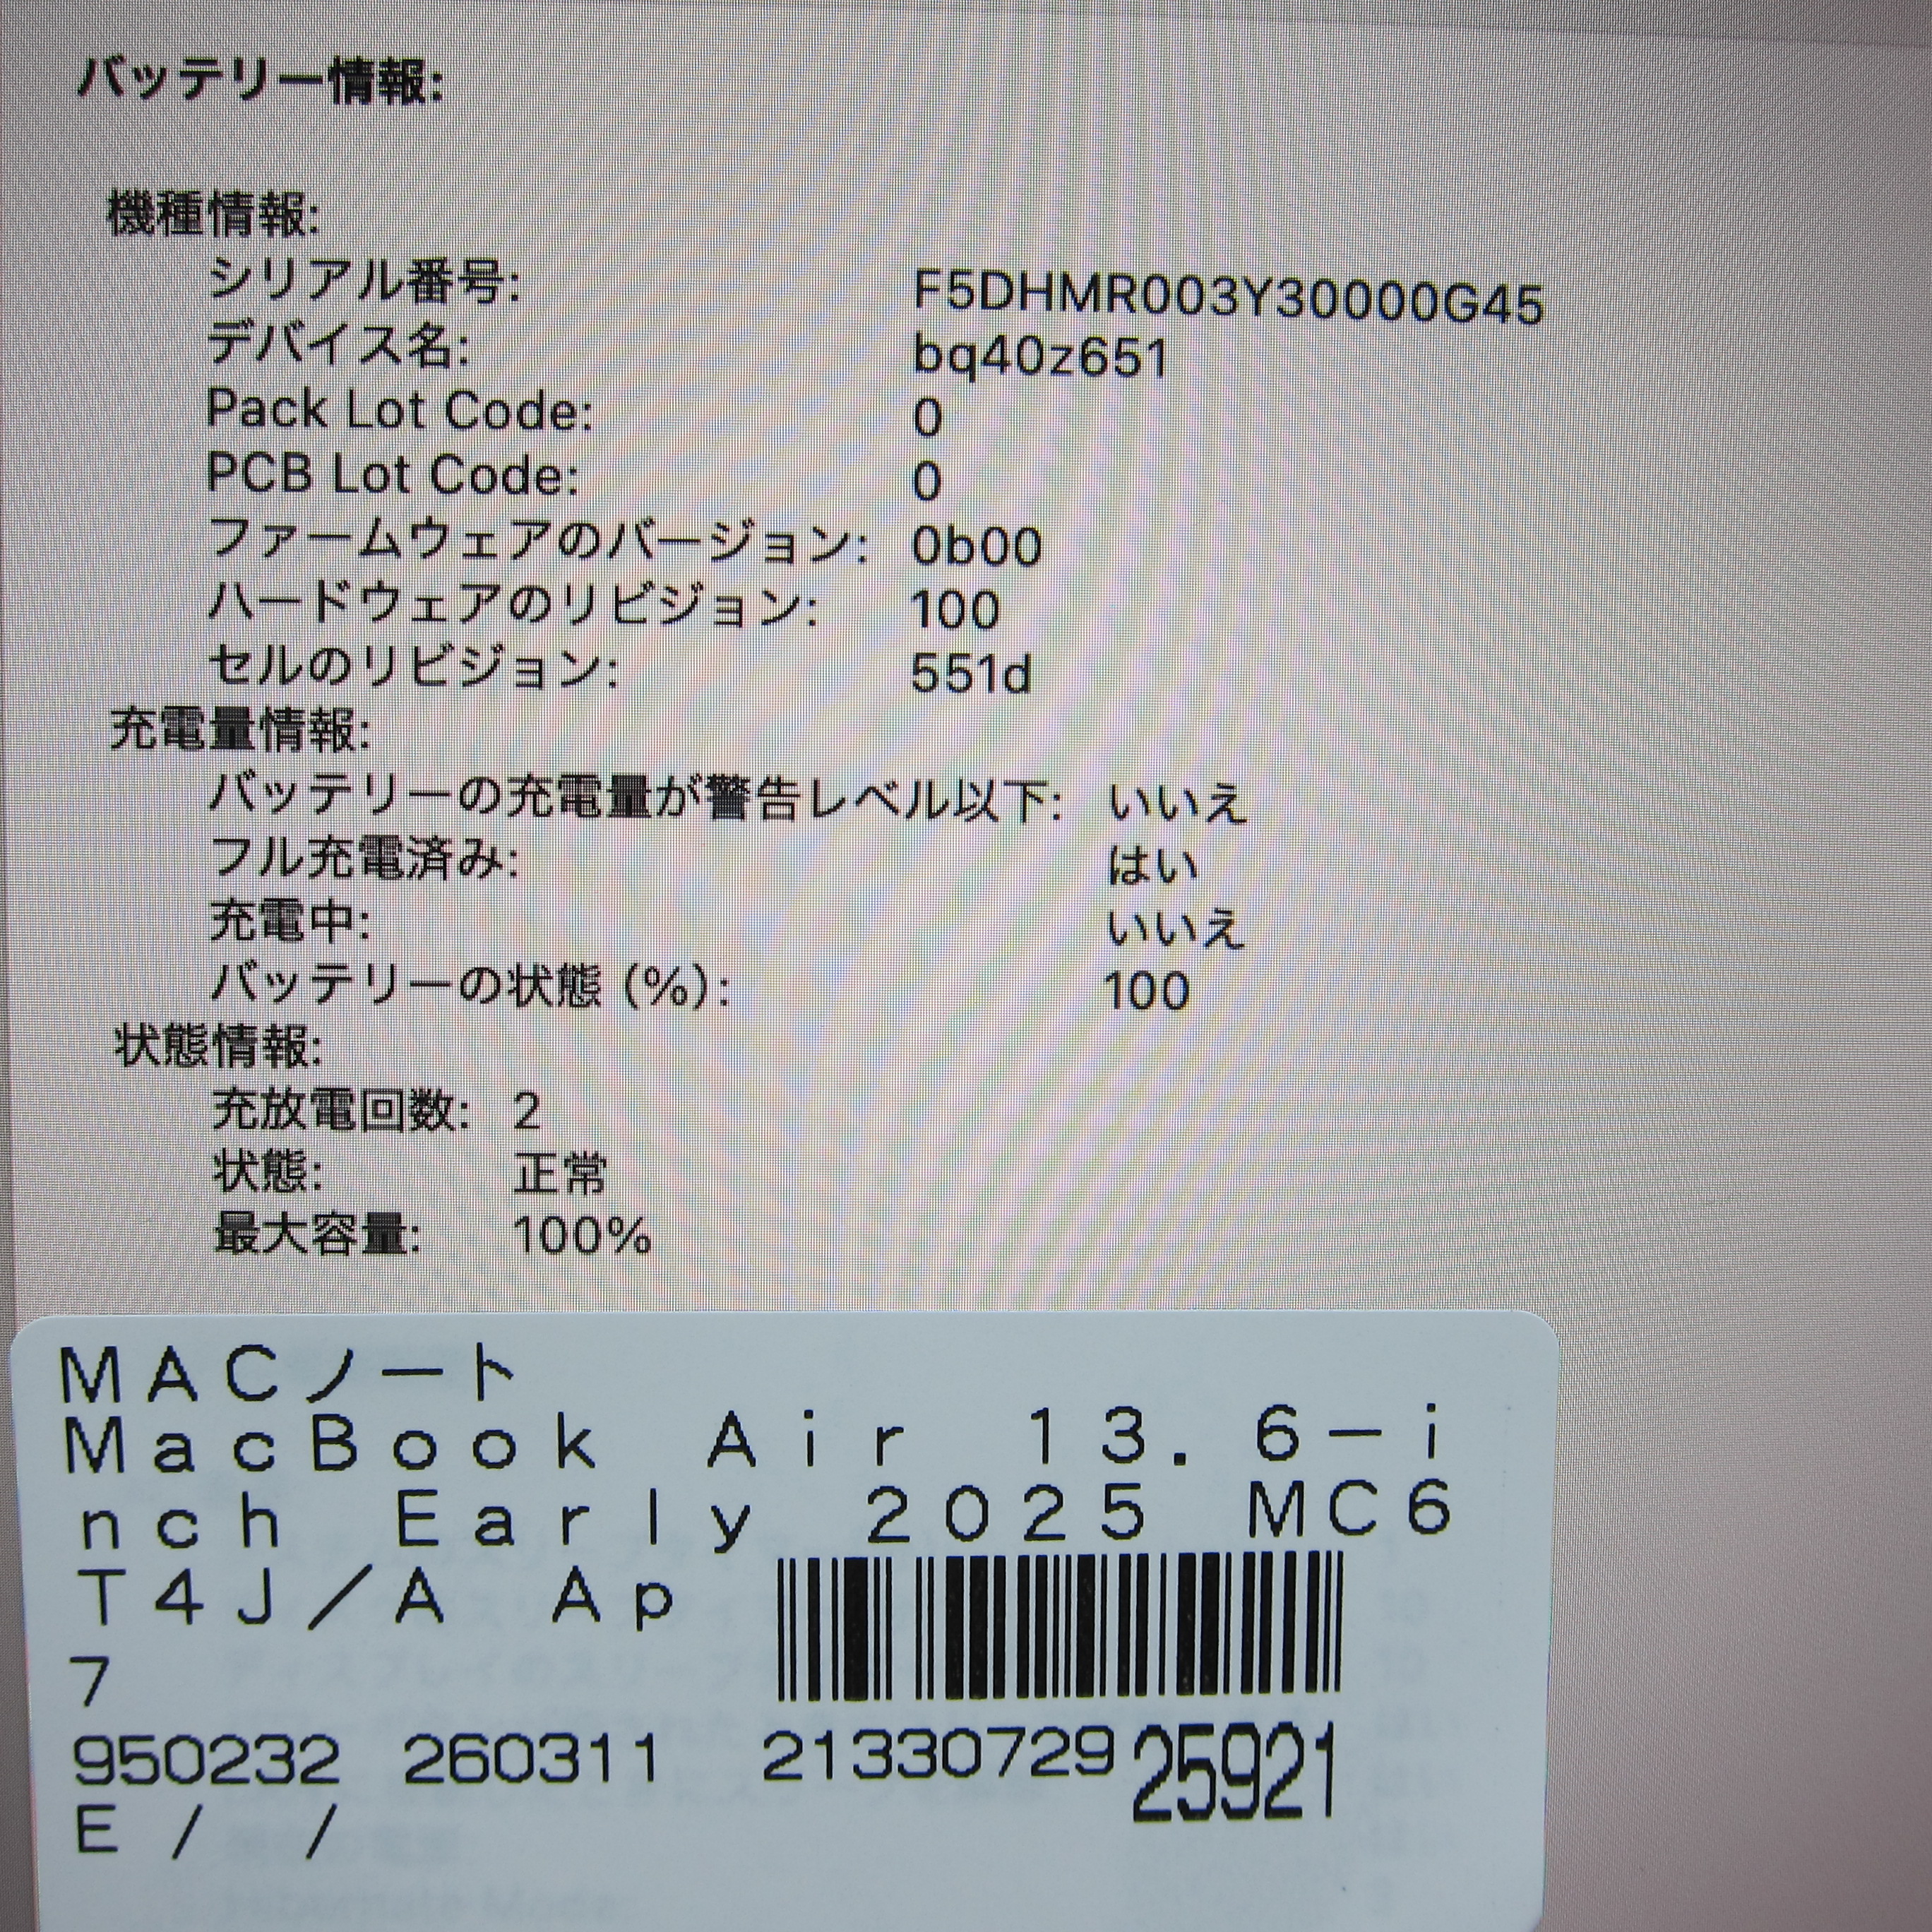 バッテリー情報:
機種情報:
シリアル番号: F5DHMR003Y30000G45
デバイス名: bq40z651
Pack Lot Code: 0
PCB Lot Code: 0
ファームウェアのバージョン: 0b00
ハードウェアのリビジョン: 100
セルのリビジョン: 551d
充電量情報:
バッテリーの充電量が警告レベル以下: いいえ
フル充電済み: はい
充電中: いいえ
バッテリーの状態 (%): 100
状態情報:
充放電回数: 2
状態: 正常
最大容量: 100%
MACノート
MacBook Air 13.6-i
nch Early 2025 MC6
T4J/A Ap
7
950232 260311 21330729 25921
E / /